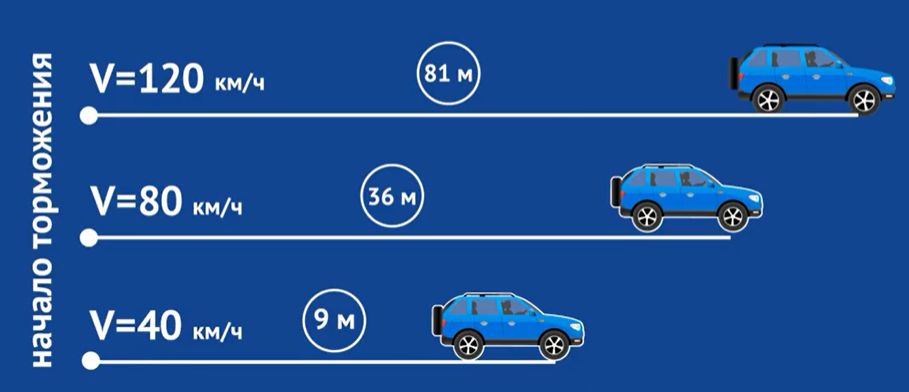 начало торможения
V=120 км/ч
81 м
V=80 км/ч
36 м
V=40 км/ч
9 м